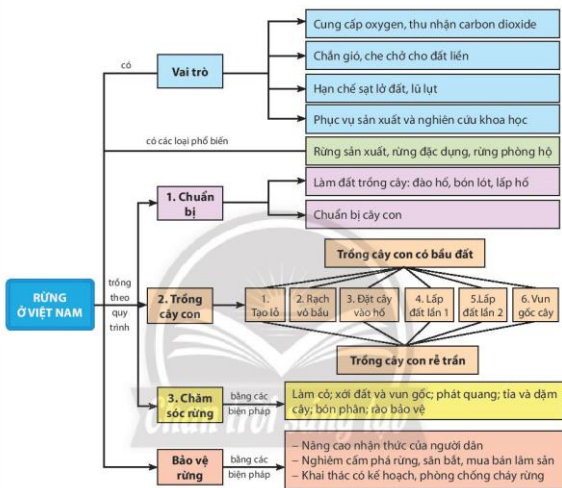 Cung cấp oxygen, thu nhận carbon dioxide
có
Vai trò
Chắn gió, che chở cho đất liền
Hạn chế sạt lở đất, lũ lụt
Phục vụ sản xuất và nghiên cứu khoa học
có các loại phổ biến
Rừng sản xuất, rừng đặc dụng, rừng phòng hộ
1. Chuẩn
bị
Làm đất trồng cây: đào hố, bón lót, lấp hố
Chuẩn bị cây con
RỪNG
Ở VIỆT NAM
trồng
theo
quy
trình
2. Trồng
cây con
Trồng cây con có bầu đất
1.
Tạo lỗ
2. Rạch
vỏ bầu
3. Đặt cây
vào hố
4. Lấp
đất lần 1
5.Lấp
đất lần 2
6. Vun
gốc cây
Trồng cây con rễ trần
3. Chăm
sóc rừng
bằng các
biện pháp
Làm cỏ; xới đất và vun gốc; phát quang; tỉa và dặm
cây; bón phân; rào bảo vệ
Chân trời sáng tạo
Bảo vệ
rừng
bằng các
biện pháp
– Nâng cao nhận thức của người dân
– Nghiêm cấm phá rừng, săn bắt, mua bán lâm sản
– Khai thác có kế hoạch, phòng chống cháy rừng